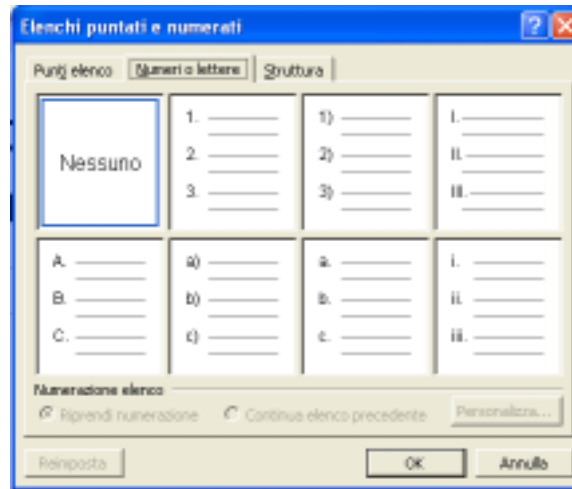 Elenchi puntati e numerati
Punti elenco Numeri o lettere Struttura
Nessuno
1.
2.
3.
1)
2)
3)
I.
II.
III.
A.
B.
C.
a)
b)
c)
a.
b.
c.
i.
ii.
iii.
Numerazione elenco
Riprendi numerazione Continua elenco precedente Personalizza...
Reimposta OK Annulla